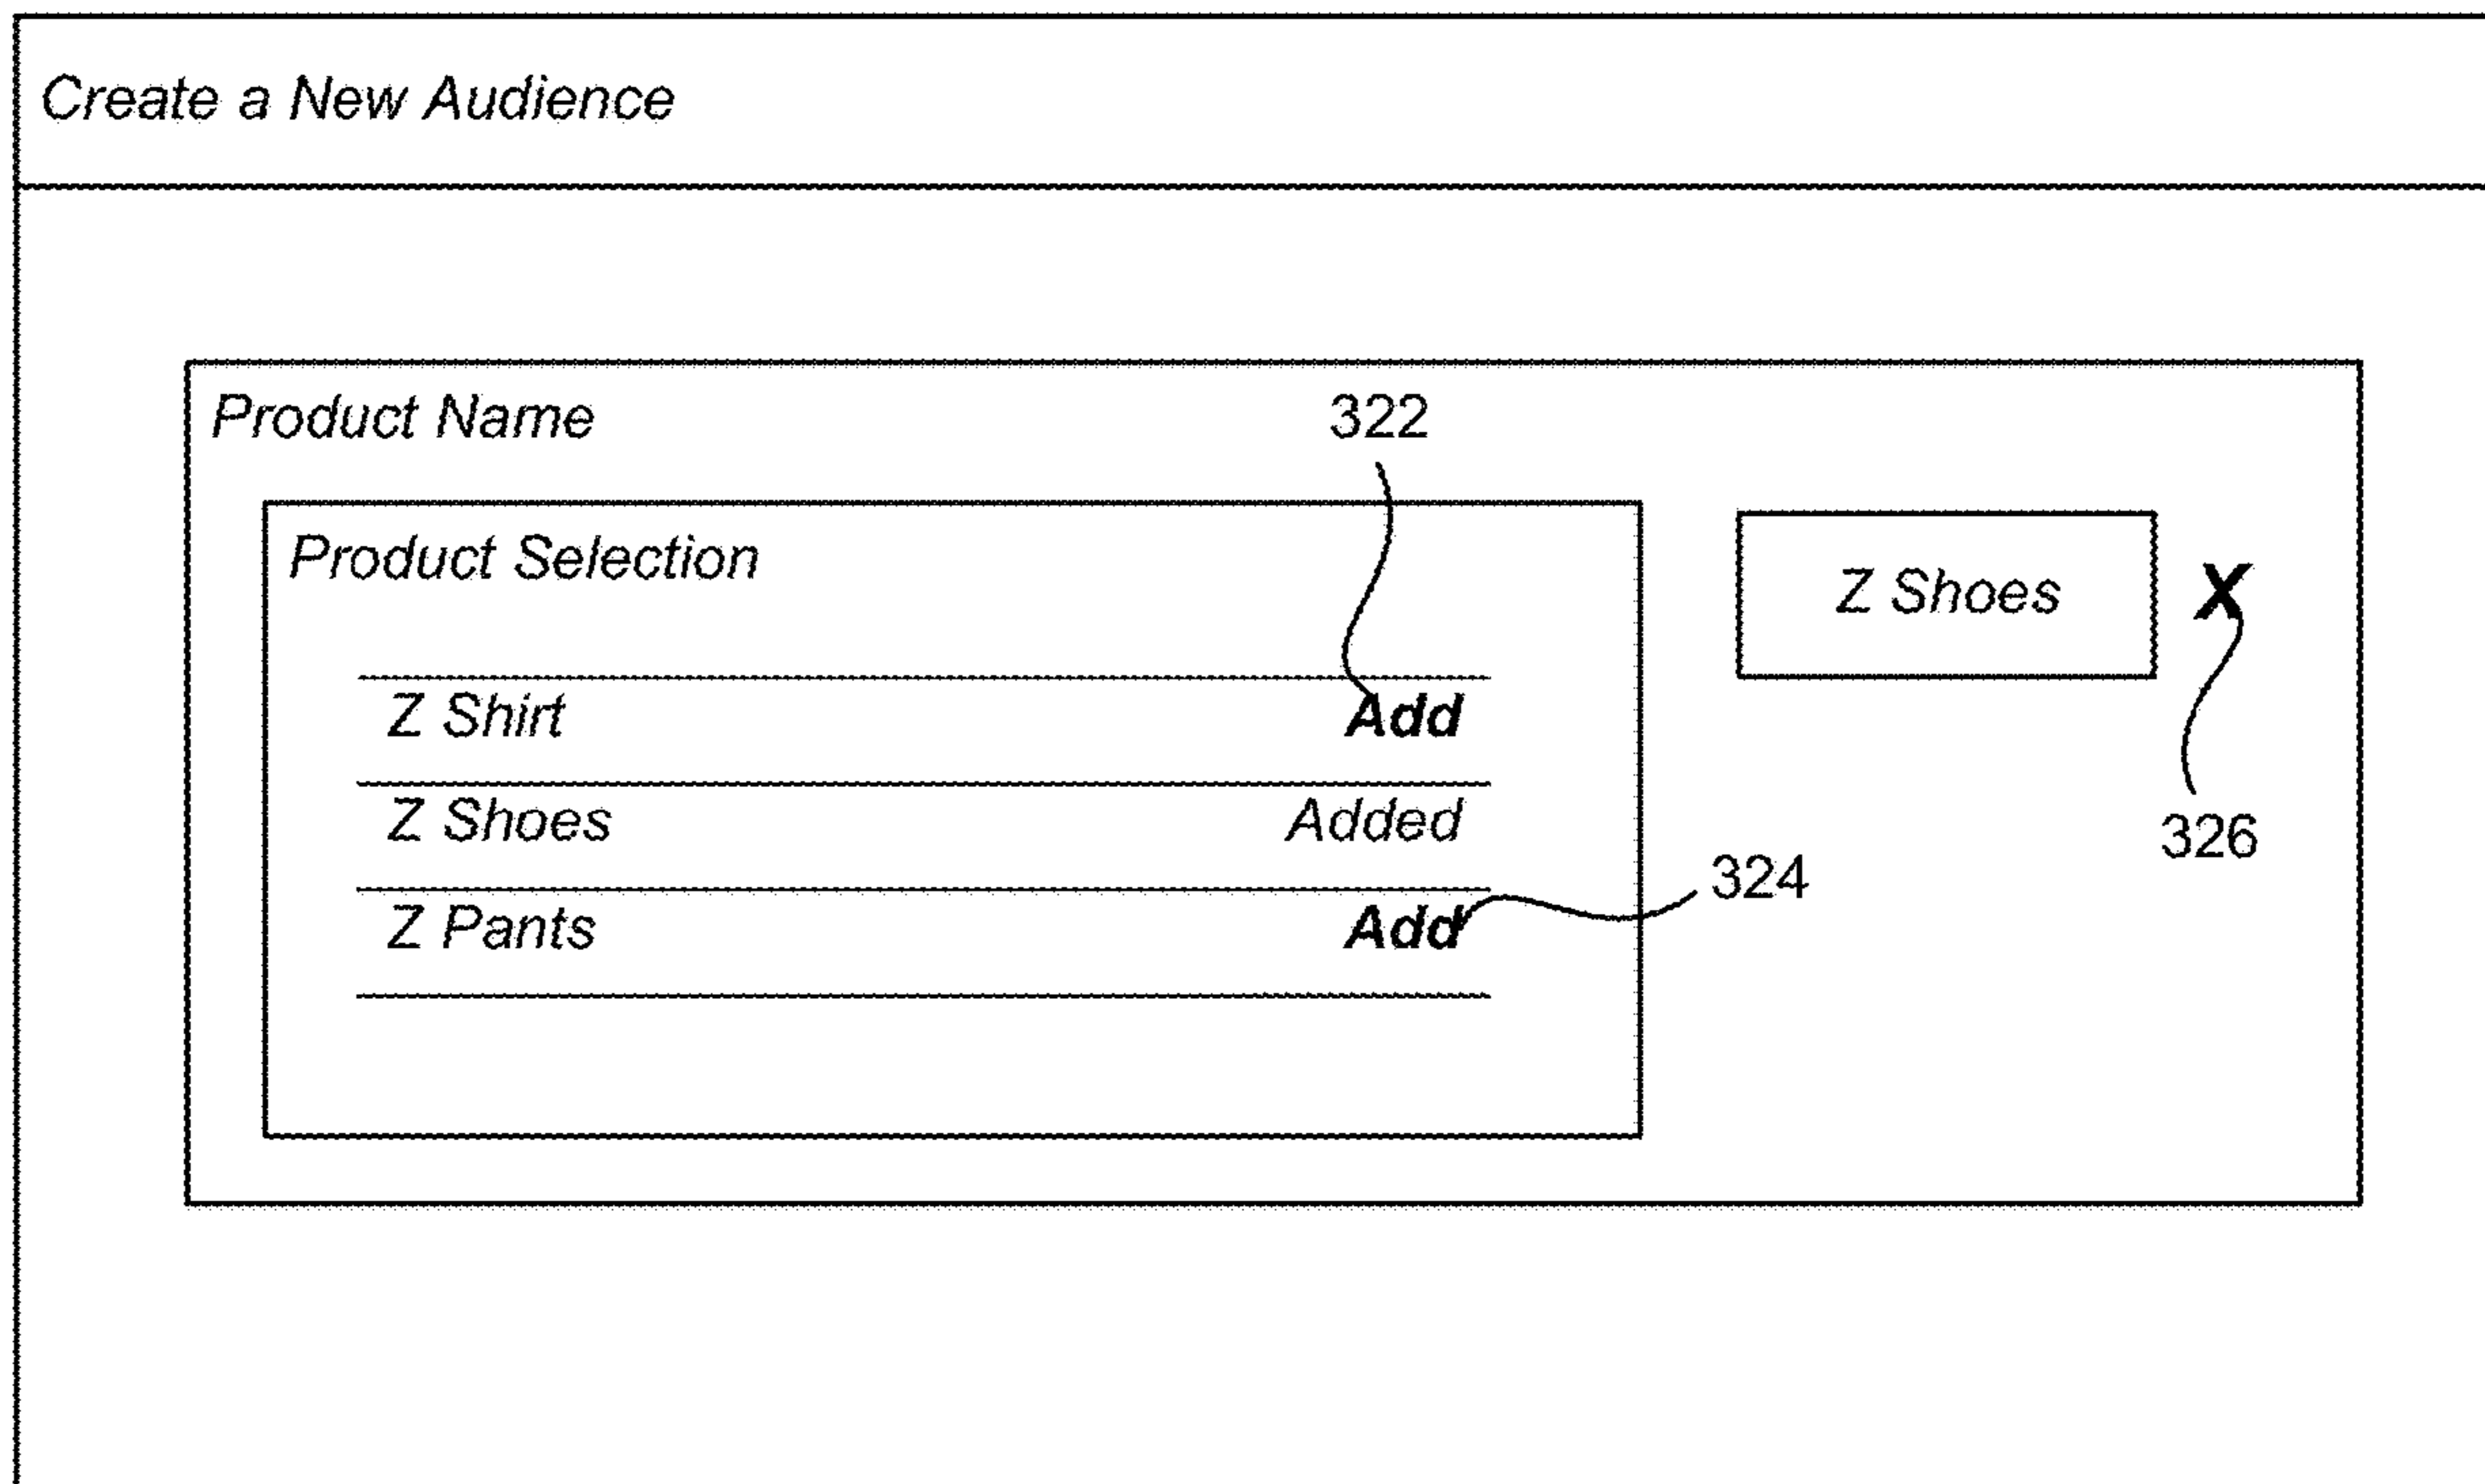 Create a New Audience
Product Name
322
Product Selection
Z Shoes X
Z Shirt Add
Z Shoes Added
326
324
Z Pants Add